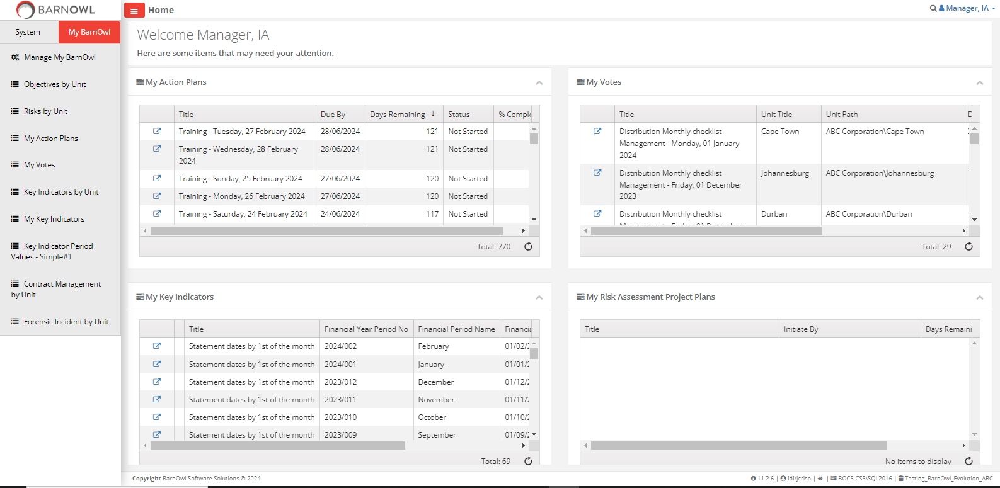 BARNOWL
Home
Manager, IA
System
My BarnOwl
Manage My BarnOwl
Objectives by Unit
Risks by Unit
My Action Plans
My Votes
Key Indicators by Unit
My Key Indicators
Key Indicator Period
Values - Simple#1
Contract Management
by Unit
Forensic Incident by Unit
Welcome Manager, IA
Here are some items that may need your attention.
My Action Plans
Title Due By Days Remaining Status % Comple
Training - Tuesday, 27 February 2024 28/06/2024 121 Not Started
Training - Wednesday, 28 February 28/06/2024 121 Not Started
2024
Training - Sunday, 25 February 2024 27/06/2024 120 Not Started
Training - Monday, 26 February 2024 27/06/2024 120 Not Started
Training - Saturday, 24 February 2024 24/06/2024 117 Not Started
Total: 770
My Votes
Title Unit Title Unit Path D
Distribution Monthly checklist Cape Town ABC Corporation\Cape Town
Management - Monday, 01 January
2024
Distribution Monthly checklist Johannesburg ABC Corporation\Johannesburg
Management - Friday, 01 December
2023
Distribution Monthly checklist Durban ABC Corporation\Durban
Management - Friday, 01 December
Total: 29
My Key Indicators
Title Financial Year Period No Financial Period Name Financia
Statement dates by 1st of the month 2024/002 February 01/02/2
Statement dates by 1st of the month 2024/001 January 01/01/2
Statement dates by 1st of the month 2023/012 December 01/12/2
Statement dates by 1st of the month 2023/011 November 01/11/2
Statement dates by 1st of the month 2023/010 October 01/10/2
Statement dates by 1st of the month 2023/009 September 01/09/2
Total: 69
My Risk Assessment Project Plans
Title Initiate By Days Remaini
No items to display
Copyright BarnOwl Software Solutions © 2024
11.2.6 | idi\jcrisp | | BOCS-CSS\SQL2016 | Testing_BarnOwl_Evolution_ABC